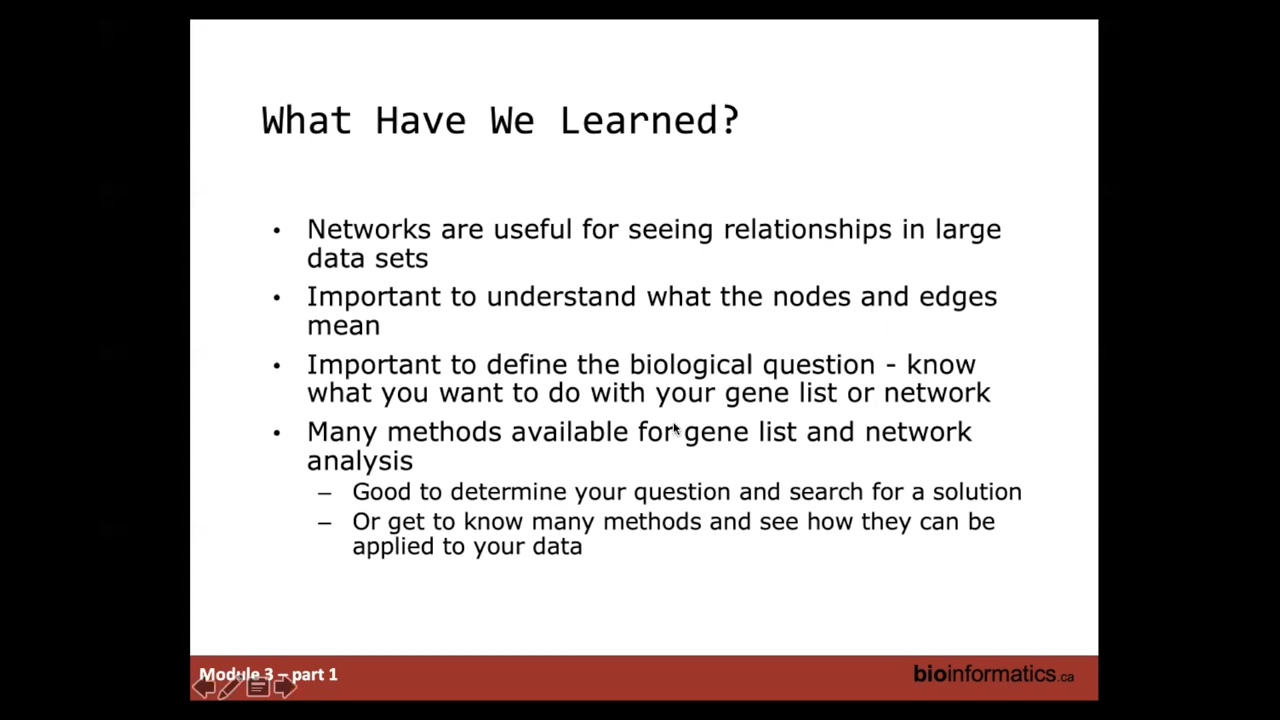 What Have We Learned?
• Networks are useful for seeing relationships in large
data sets
• Important to understand what the nodes and edges
mean
• Important to define the biological question - know
what you want to do with your gene list or network
• Many methods available for gene list and network
analysis
– Good to determine your question and search for a solution
– Or get to know many methods and see how they can be
applied to your data
Module 3 – part 1
bioinformatics.ca